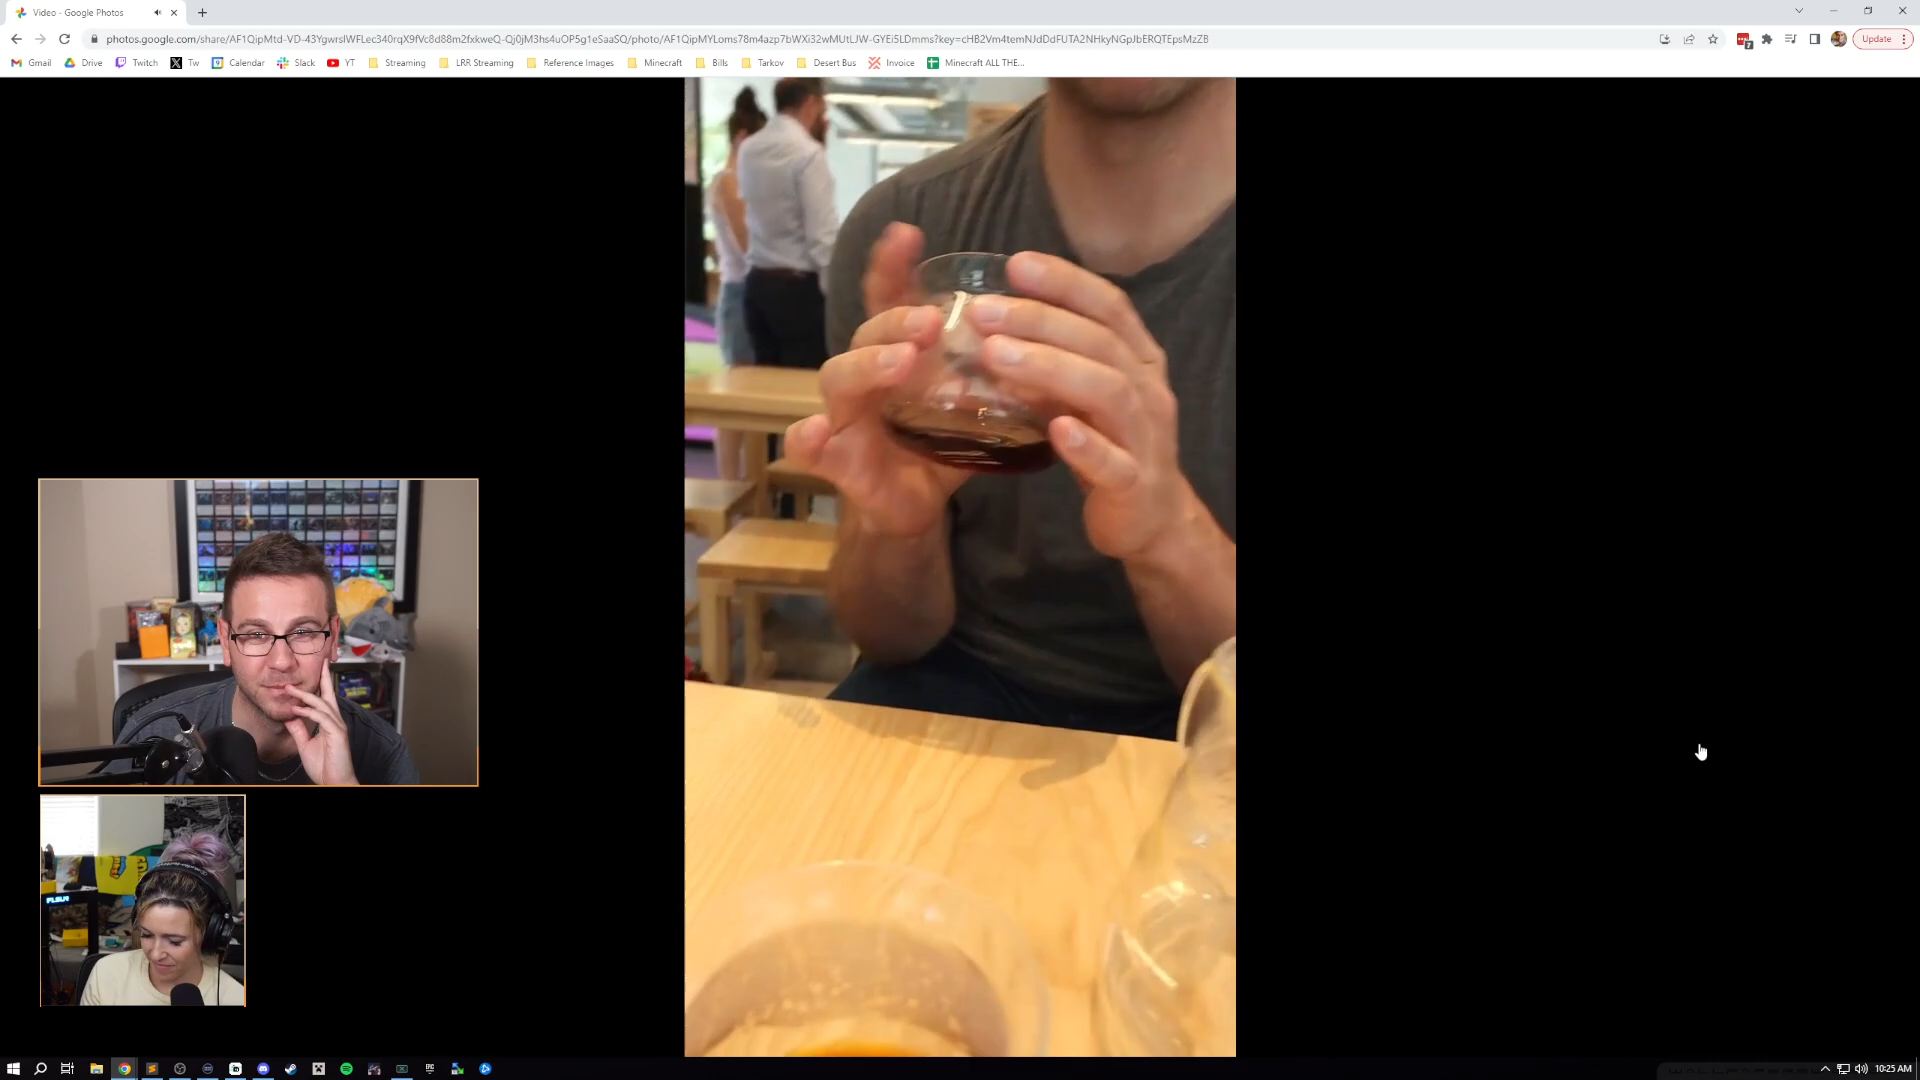 Video - Google Photos
photos.google.com/share/AF1QipMtd-VD-43YgwrsIWFLec340rqX9fVc8d88m2fxkweQ-Qj0jM3hs4uOP5g1eSaaSQ/photo/AF1QipMYLoms78m4azp7bWXi32wMUtLJW-GYEi5LDmms?key=cHB2Vm4temNJdDdFUTA2NHkyNGpJbERQTEpsMzZB
7
Update
Gmail Drive Twitch Tw Calendar Slack YT Streaming LRR Streaming Reference Images Minecraft Bills Tarkov Desert Bus Invoice Minecraft ALL THE...
10:25 AM